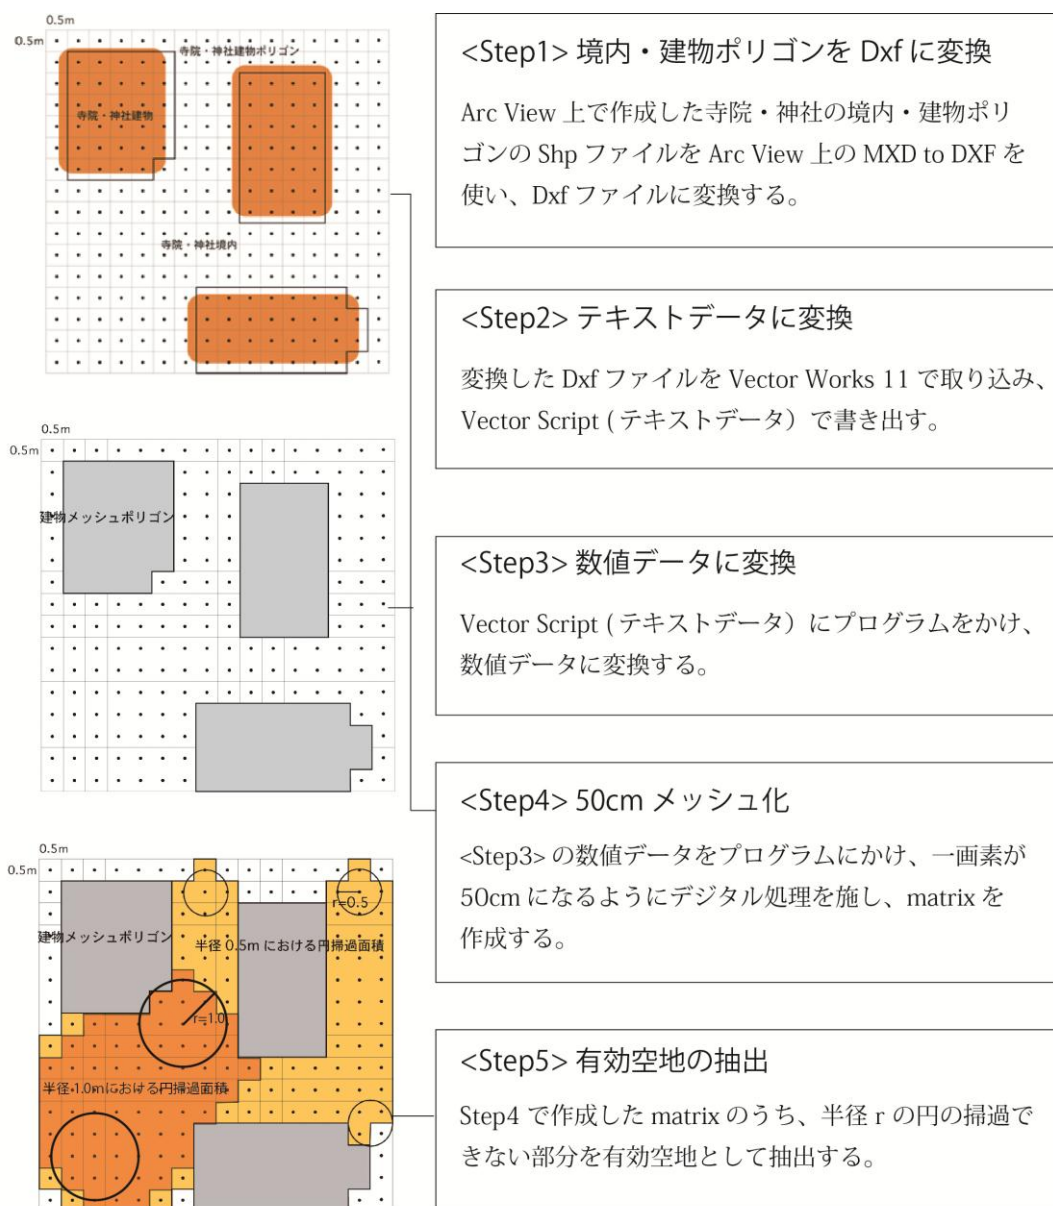 0.5m
0.5m
寺院・神社建物ポリゴン
寺院・神社建物
寺院・神社境内
<Step1> 境内・建物ポリゴンを Dxf に変換
Arc View 上で作成した寺院・神社の境内・建物ポリ
ゴンの Shp ファイルを Arc View 上の MXD to DXF を
使い、Dxf ファイルに変換する。
<Step2> テキストデータに変換
変換した Dxf ファイルを Vector Works 11 で取り込み、
Vector Script ( テキストデータ）で書き出す。
0.5m
0.5m
建物メッシュポリゴン
<Step3> 数値データに変換
Vector Script ( テキストデータ）にプログラムをかけ、
数値データに変換する。
<Step4> 50cm メッシュ化
<Step3> の数値データをプログラムにかけ、一画素が
50cm になるようにデジタル処理を施し、matrix を
作成する。
0.5m
0.5m
r=0.5
建物メッシュポリゴン
半径 0.5m における円掃過面積
r=1.0
半径1.0mにおける円掃過面積
<Step5> 有効空地の抽出
Step4 で作成した matrix のうち、半径 r の円の掃過で
きない部分を有効空地として抽出する。